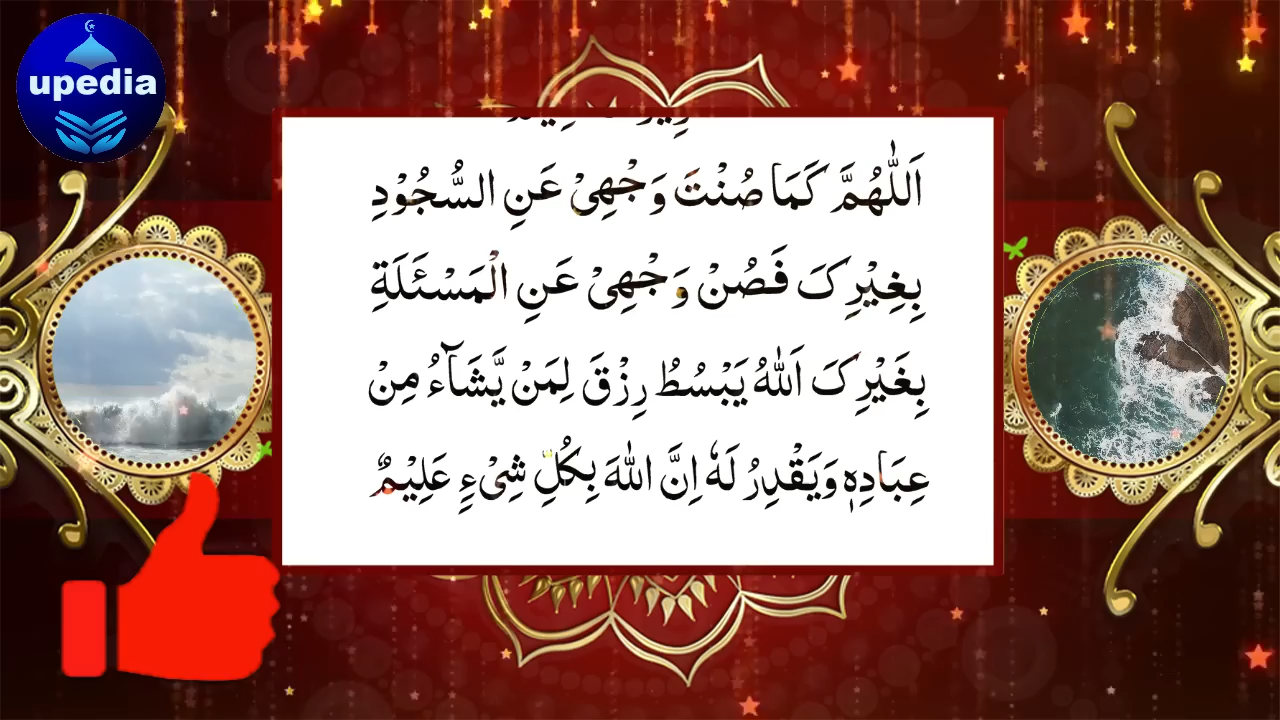 upedia
اَللّٰهُمَّ کَمَا صُنْتَ وَجْهِیْ عَنِ السُّجُوْدِ
بِغِیْرِکَ فَصُنْ وَجْهِیْ عَنِ الْمَسْئَلَةِ
بِغَیْرِکَ اَللّٰهُ یَبْسُطُ رِزْقَ لِمَنْ یَّشَآءُ مِنْ
عِبَادِهٖ وَیَقْدِرُ لَهٗ اِنَّ اللّٰهَ بِکُلِّ شِیْءٍ عَلِیْمٌ